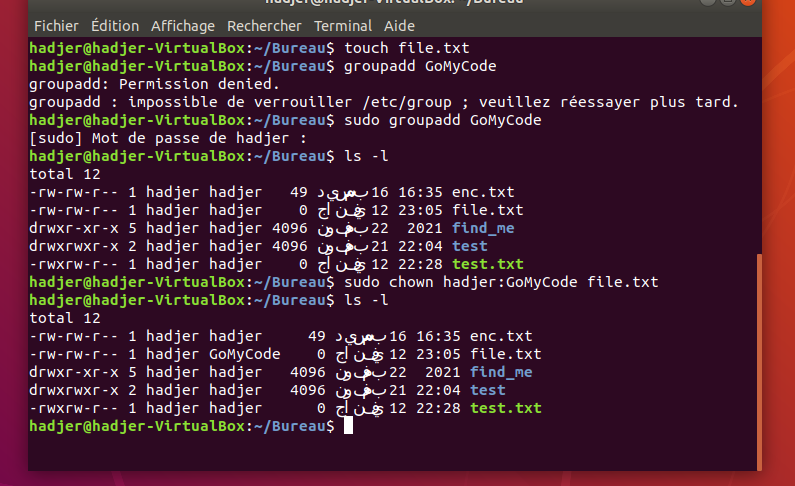 hadjer@hadjer-VirtualBox: ~/Bureau
Fichier Édition Affichage Rechercher Terminal Aide
hadjer@hadjer-VirtualBox:~/Bureau$ touch file.txt
hadjer@hadjer-VirtualBox:~/Bureau$ groupadd GoMyCode
groupadd: Permission denied.
groupadd : impossible de verrouiller /etc/group ; veuillez réessayer plus tard.
hadjer@hadjer-VirtualBox:~/Bureau$ sudo groupadd GoMyCode
[sudo] Mot de passe de hadjer :
hadjer@hadjer-VirtualBox:~/Bureau$ ls -l
total 12
-rw-rw-r-- 1 hadjer hadjer 49 ديسمب 16 16:35 enc.txt
-rw-rw-r-- 1 hadjer hadjer 0 جانفي 12 23:05 file.txt
drwxr-xr-x 5 hadjer hadjer 4096 نوفمب 22 2021 find_me
drwxrwxr-x 2 hadjer hadjer 4096 نوفمب 21 22:04 test
-rwxrw-r-- 1 hadjer hadjer 0 جانفي 12 22:28 test.txt
hadjer@hadjer-VirtualBox:~/Bureau$ sudo chown hadjer:GoMyCode file.txt
hadjer@hadjer-VirtualBox:~/Bureau$ ls -l
total 12
-rw-rw-r-- 1 hadjer hadjer 49 ديسمب 16 16:35 enc.txt
-rw-rw-r-- 1 hadjer GoMyCode 0 جانفي 12 23:05 file.txt
drwxr-xr-x 5 hadjer hadjer 4096 نوفمب 22 2021 find_me
drwxrwxr-x 2 hadjer hadjer 4096 نوفمب 21 22:04 test
-rwxrw-r-- 1 hadjer hadjer 0 جانفي 12 22:28 test.txt
hadjer@hadjer-VirtualBox:~/Bureau$